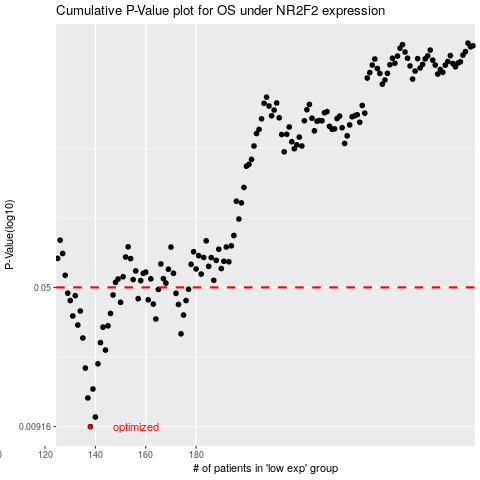 Cumulative P-Value plot for OS under NR2F2 expression
P-Value(log10)
0.05
0.00916
optimized
0 120 140 160 180
# of patients in 'low exp' group